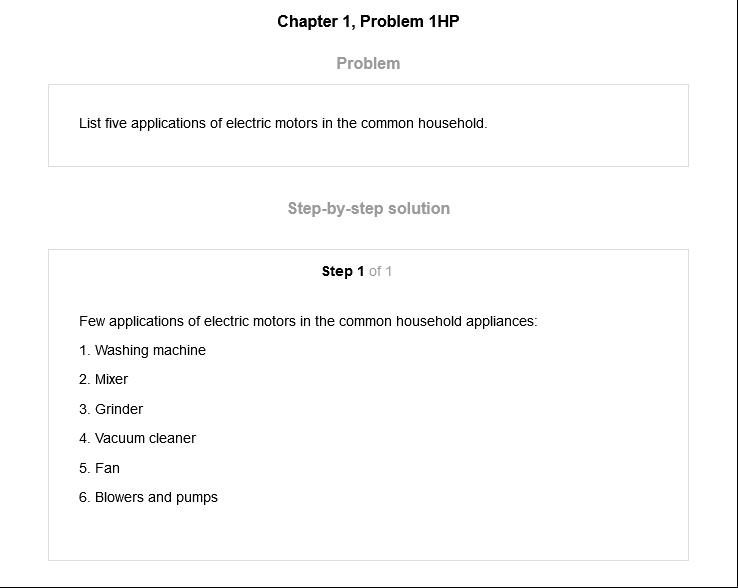 Chapter 1, Problem 1HP
Problem
List five applications of electric motors in the common household.
Step-by-step solution
Step 1 of 1
Few applications of electric motors in the common household appliances:
1. Washing machine
2. Mixer
3. Grinder
4. Vacuum cleaner
5. Fan
6. Blowers and pumps